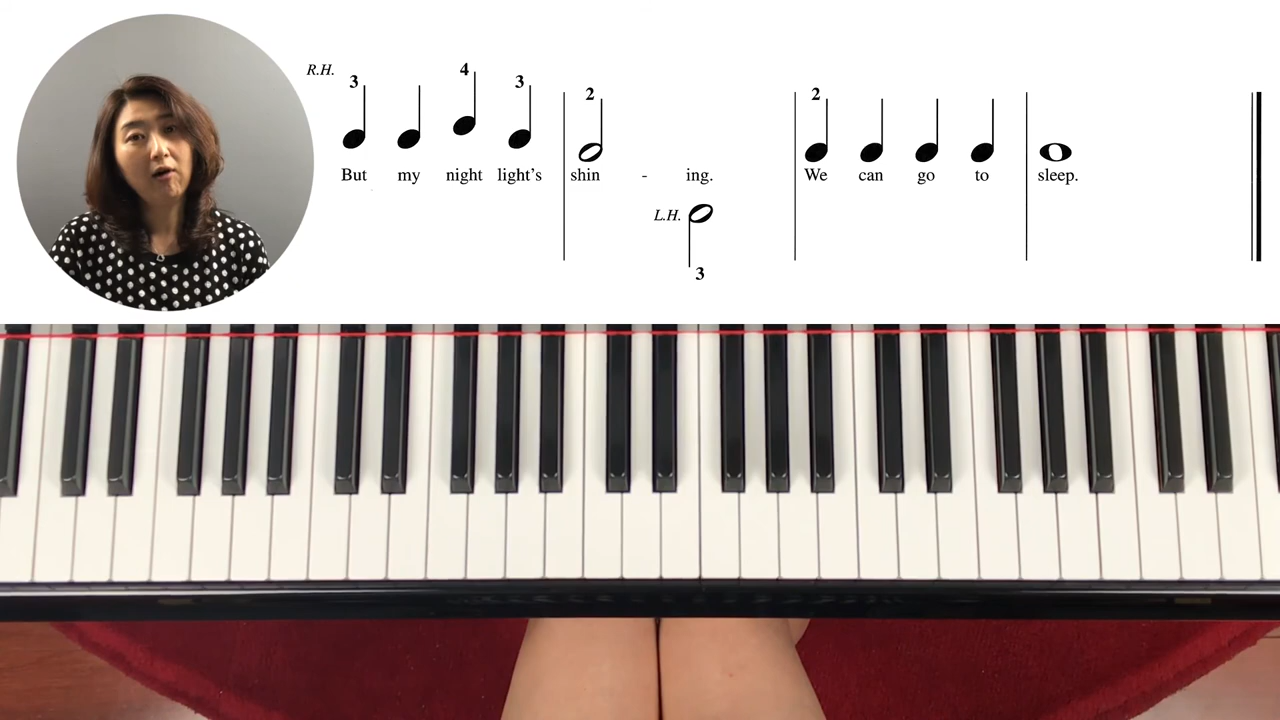 R.H.
3 4 3 2 2
But my night light's shin - ing. We can go to sleep.
L.H.
3